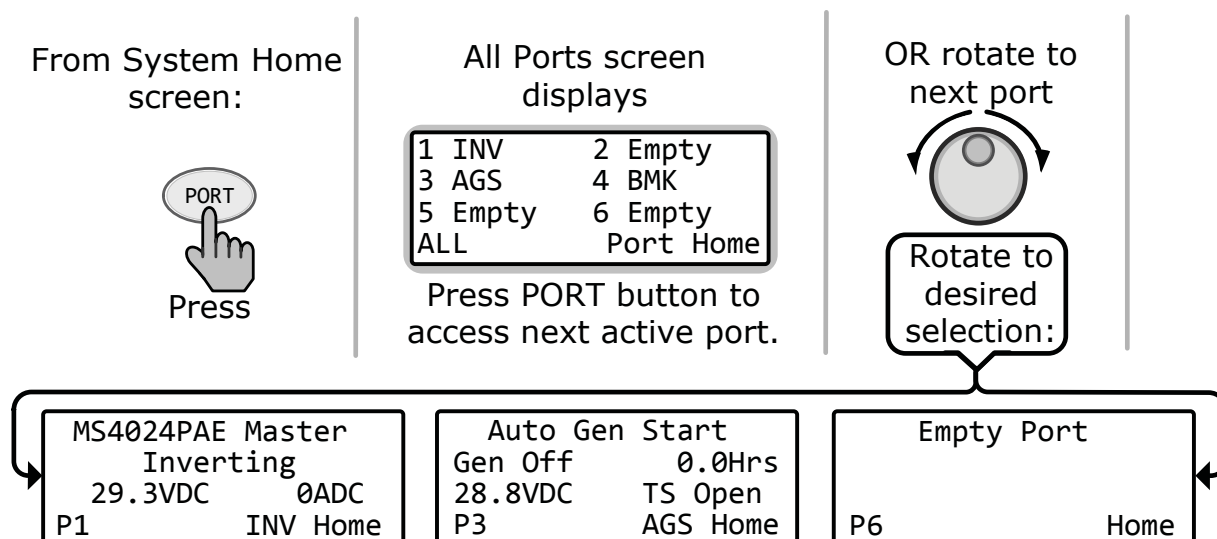 From System Home
screen:
PORT
Press
All Ports screen
displays
1 INV 2 Empty
3 AGS 4 BMK
5 Empty 6 Empty
ALL Port Home
Press PORT button to
access next active port.
OR rotate to
next port
Rotate to
desired
selection:
MS4024PAE Master
Inverting
29.3VDC 0ADC
P1 INV Home
Auto Gen Start
Gen Off 0.0Hrs
28.8VDC TS Open
P3 AGS Home
Empty Port
P6 Home